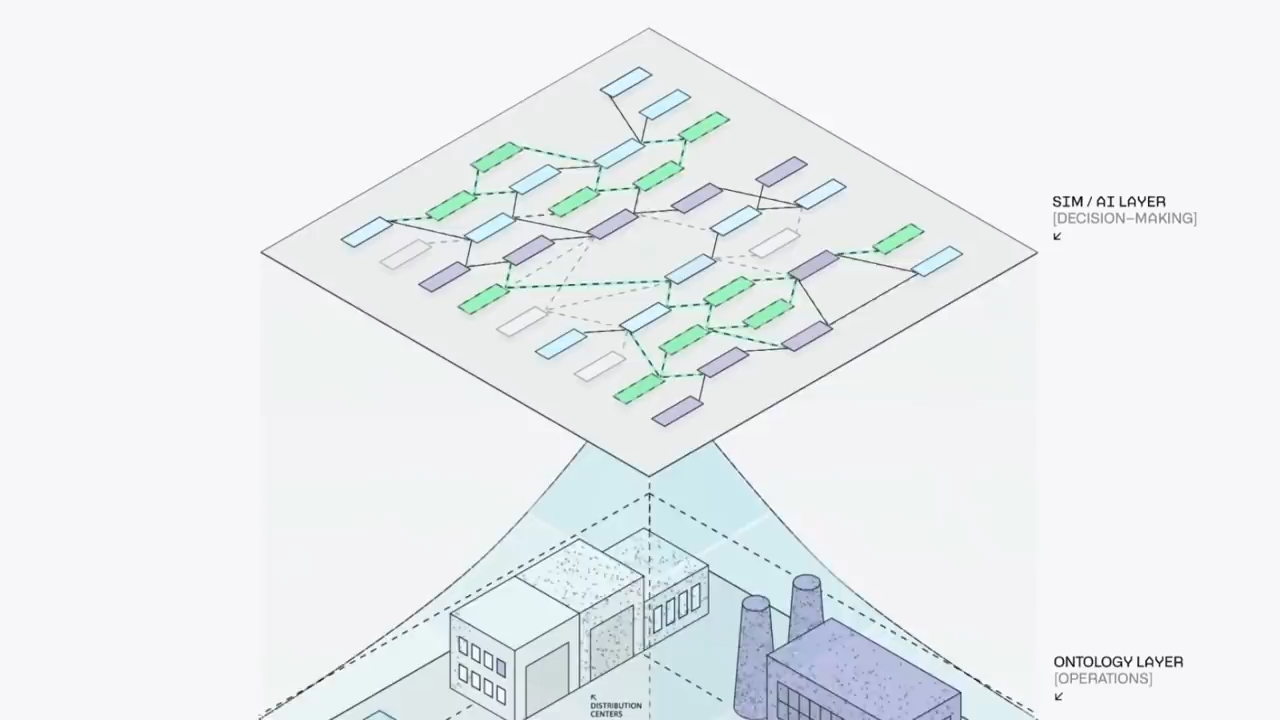 SIM / AI LAYER
[DECISION–MAKING]
ONTOLOGY LAYER
[OPERATIONS]
DISTRIBUTION
CENTERS